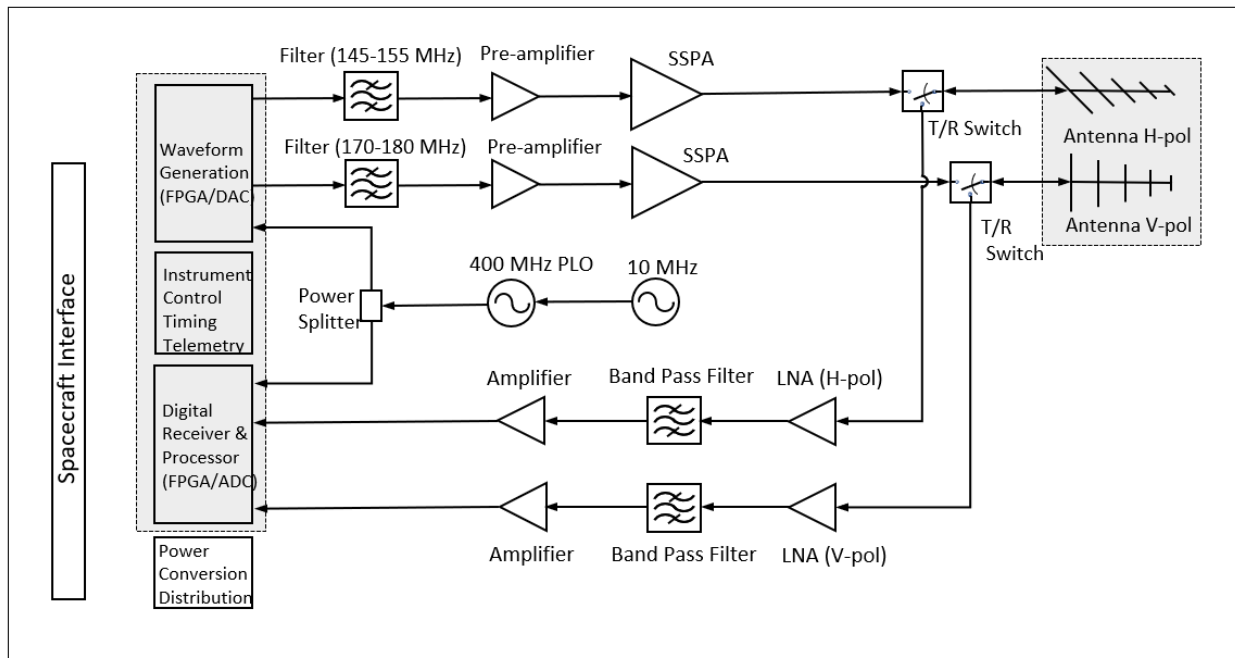 Filter (145-155 MHz)
Pre-amplifier
SSPA
T/R Switch
Antenna H-pol
Waveform
Generation
(FPGA/DAC)
Filter (170-180 MHz)
Pre-amplifier
SSPA
T/R
Switch
Antenna V-pol
Spacecraft Interface
Instrument
Control
Timing
Telemetry
Power
Splitter
400 MHz PLO
10 MHz
Digital
Receiver &
Processor
(FPGA/ADC)
Amplifier
Band Pass Filter
LNA (H-pol)
Amplifier
Band Pass Filter
LNA (V-pol)
Power
Conversion
Distribution